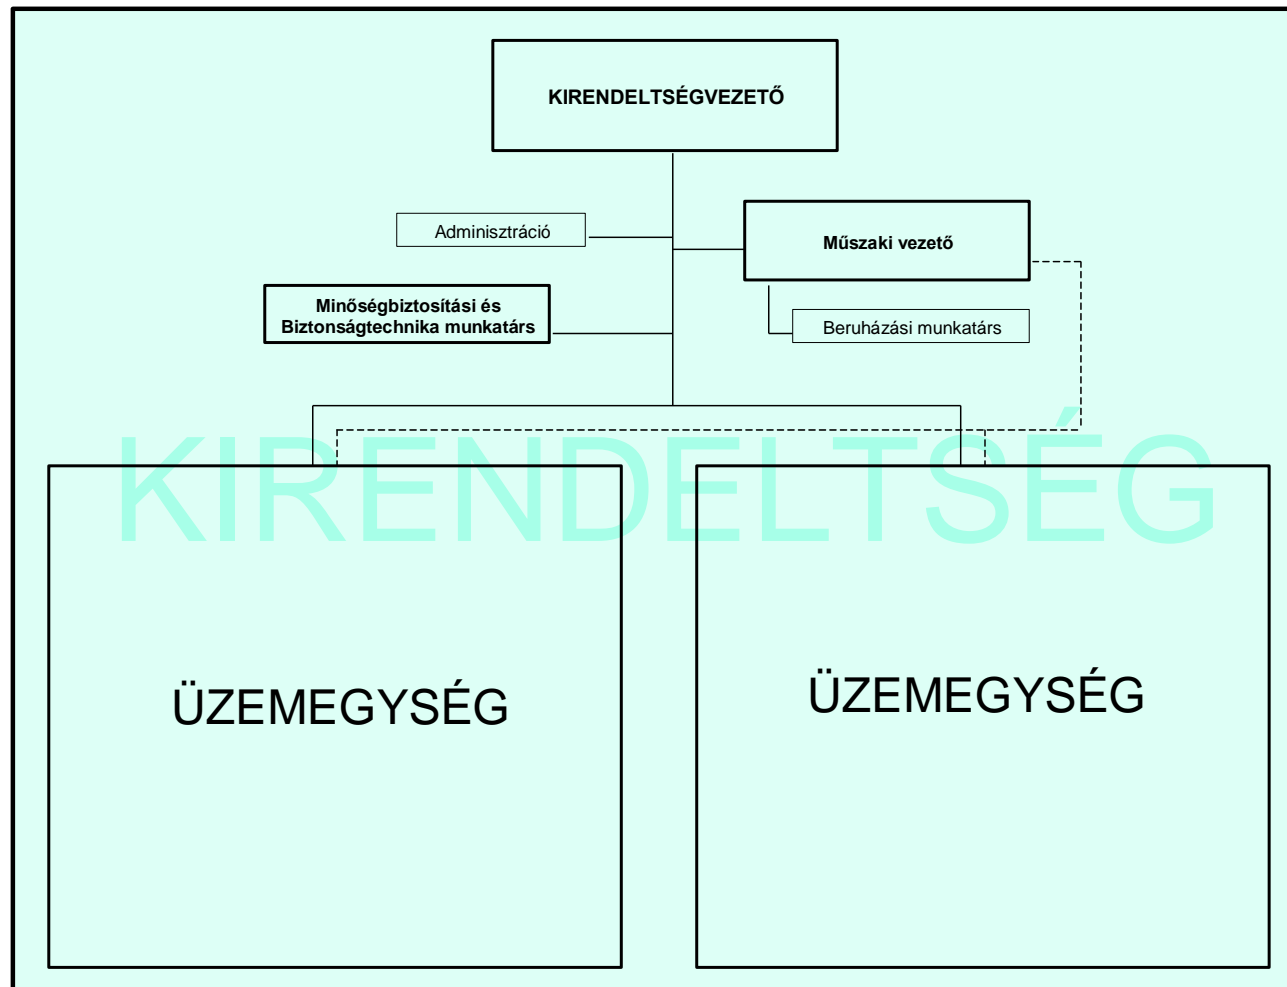 KIRENDELTSÉGVEZETŐ
Adminisztráció
Műszaki vezető
Minőségbiztosítási és
Biztonságtechnika munkatárs
Beruházási munkatárs
KIRENDELTSÉG
ÜZEMEGYSÉG
ÜZEMEGYSÉG